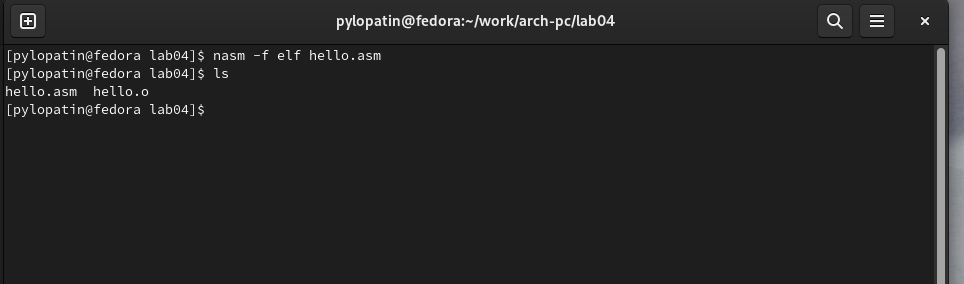 pylopatin@fedora:~/work/arch-pc/lab04
[pylopatin@fedora lab04]$ nasm -f elf hello.asm
[pylopatin@fedora lab04]$ ls
hello.asm  hello.o
[pylopatin@fedora lab04]$